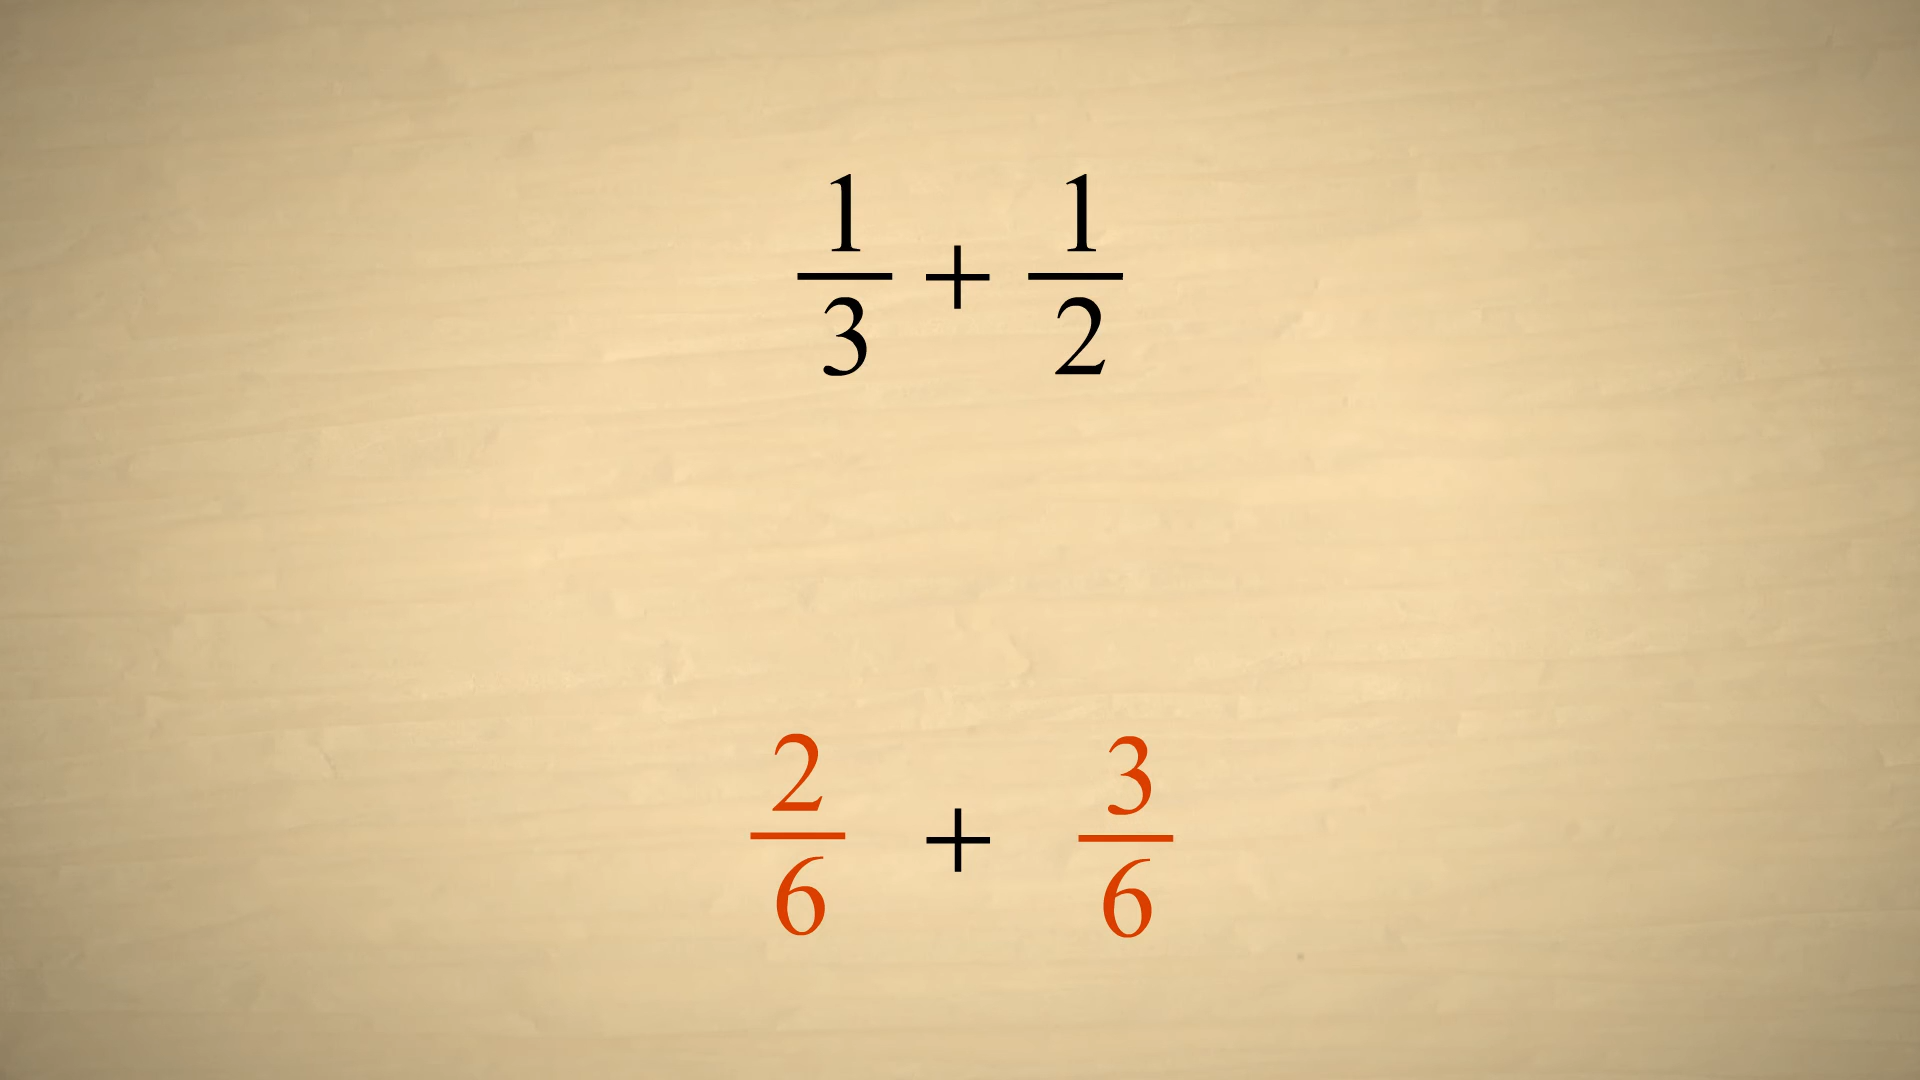 1/3 + 1/2
2/6 + 3/6